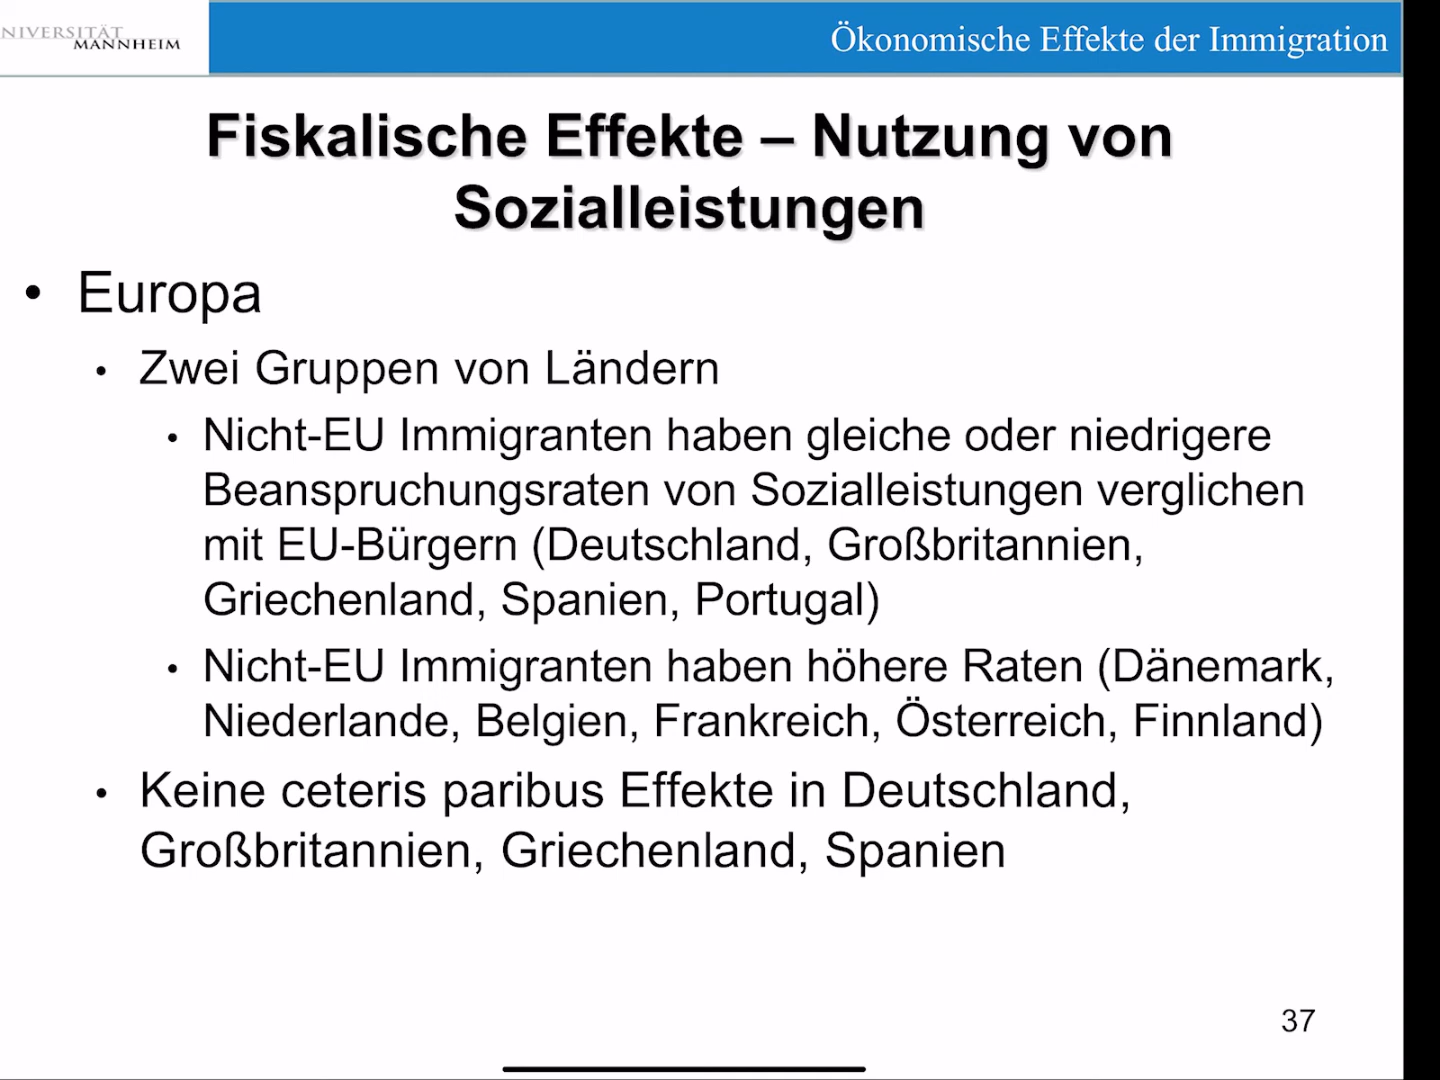 NIVERSITÄT
MANNHEIM
Ökonomische Effekte der Immigration
Fiskalische Effekte – Nutzung von
Sozialleistungen
• Europa
• Zwei Gruppen von Ländern
• Nicht-EU Immigranten haben gleiche oder niedrigere
Beanspruchungsraten von Sozialleistungen verglichen
mit EU-Bürgern (Deutschland, Großbritannien,
Griechenland, Spanien, Portugal)
• Nicht-EU Immigranten haben höhere Raten (Dänemark,
Niederlande, Belgien, Frankreich, Österreich, Finnland)
• Keine ceteris paribus Effekte in Deutschland,
Großbritannien, Griechenland, Spanien
37